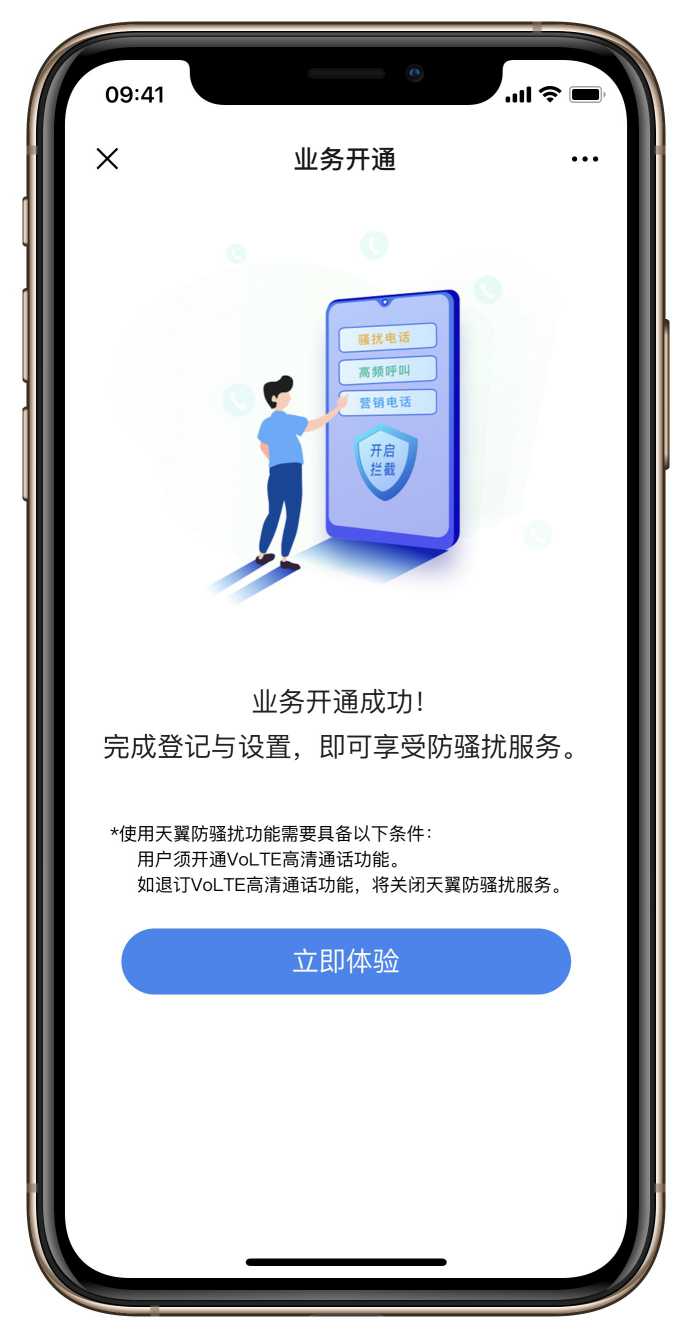 09:41
业务开通
骚扰电话
高频呼叫
营销电话
开启
拦截
业务开通成功！
完成登记与设置，即可享受防骚扰服务。
*使用天翼防骚扰功能需要具备以下条件：
用户须开通VoLTE高清通话功能。
如退订VoLTE高清通话功能，将关闭天翼防骚扰服务。
立即体验